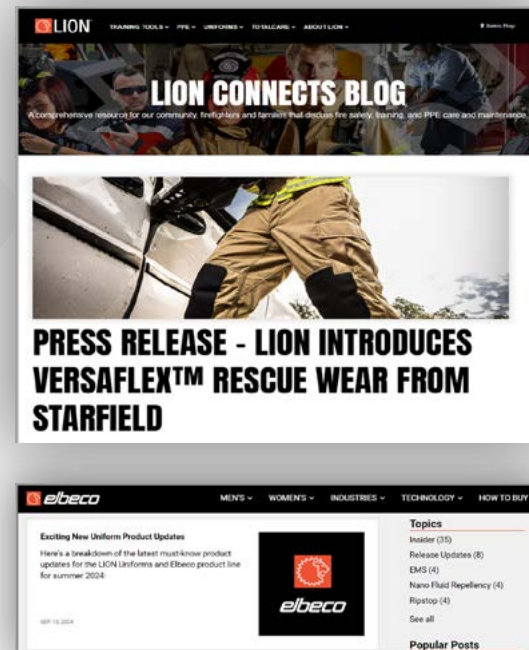 LION
TRAINING TOOLS PPE UNIFORMS TOTALCARE ABOUT LION
LION CONNECTS BLOG
A comprehensive resource for our community, firefighters and families that discuss fire safety, training, and PPE care and maintenance.
PRESS RELEASE - LION INTRODUCES
VERSAFLEX™ RESCUE WEAR FROM
STARFIELD
elbeco MEN'S WOMEN'S INDUSTRIES TECHNOLOGY HOW TO BUY
Exciting New Uniform Product Updates
Here's a breakdown of the latest must-know product
updates for the LION Uniforms and Elbeco product line
for summer 2024:
SEP 10, 2024
elbeco
Topics
Insider (35)
Release Updates (8)
EMS (4)
Nano Fluid Repellency (4)
Ripstop (4)
See all
Popular Posts